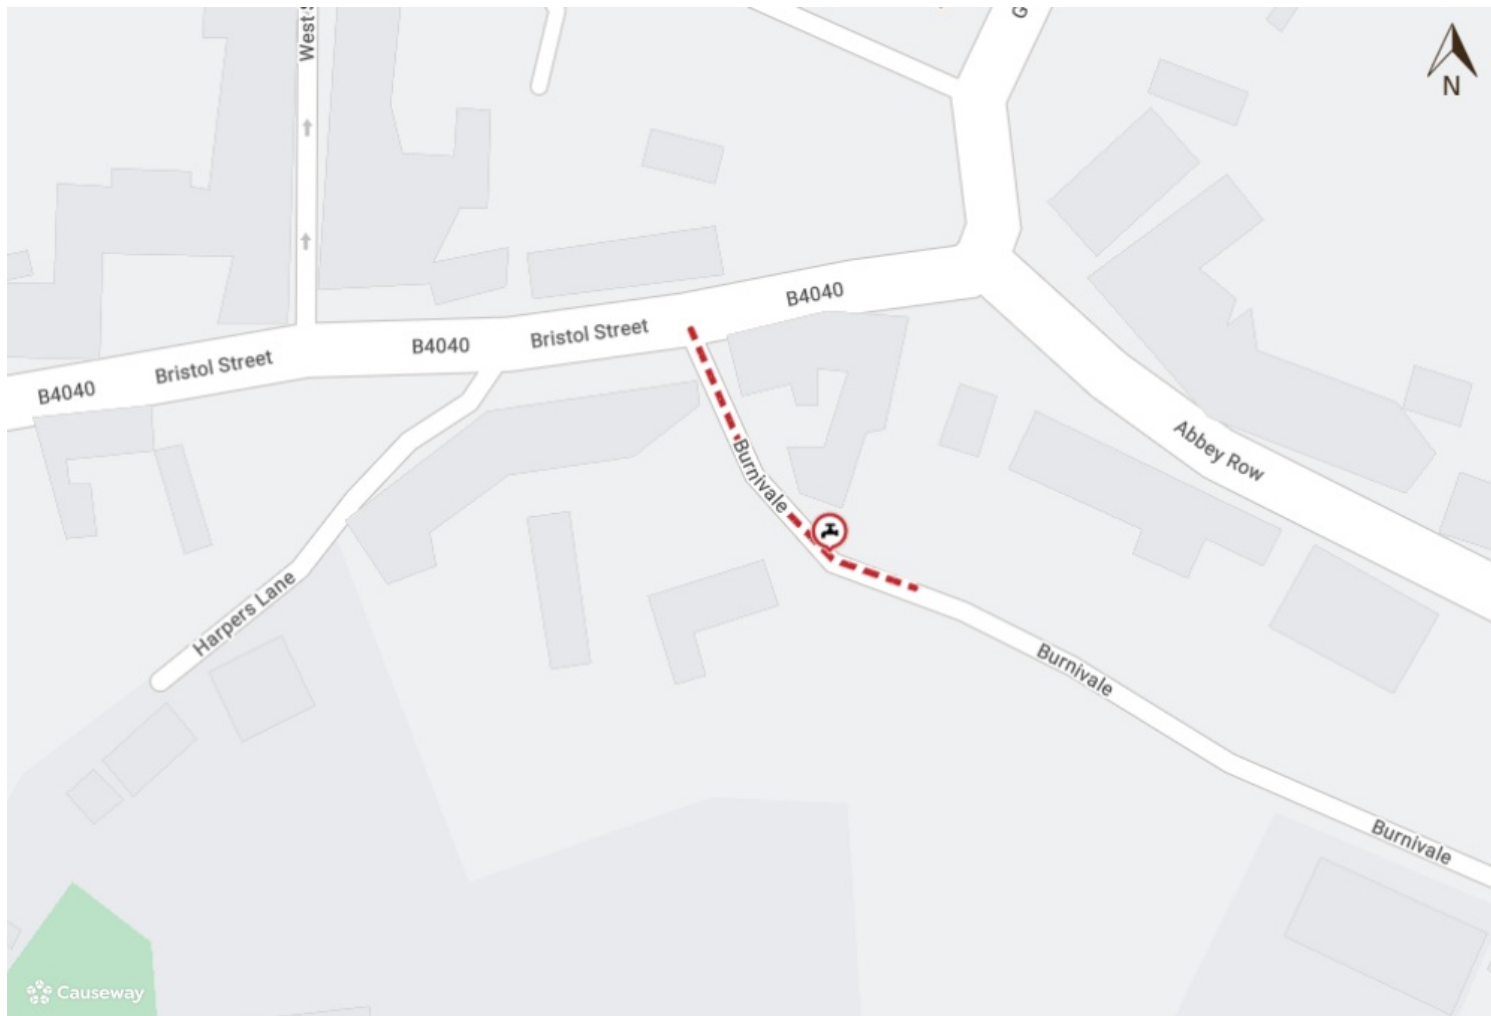 West S
G
N
B4040
Bristol Street
B4040
Bristol Street
B4040
Abbey Row
Burnivale
Harpers Lane
Burnivale
Burnivale
Causeway